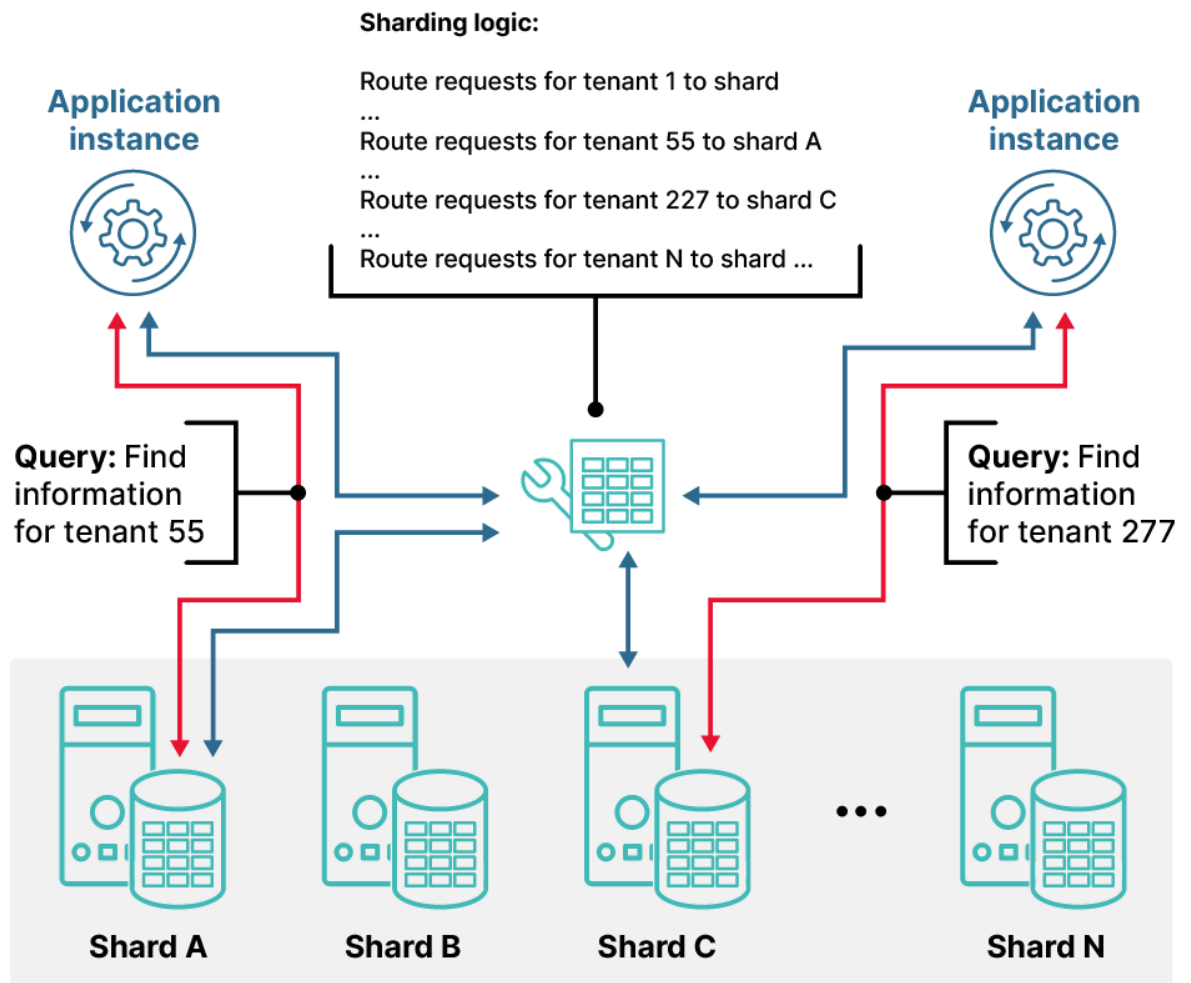 Sharding logic:
Route requests for tenant 1 to shard
...
Route requests for tenant 55 to shard A
...
Route requests for tenant 227 to shard C
...
Route requests for tenant N to shard ...
Application
instance
Application
instance
Query: Find
information
for tenant 55
Query: Find
information
for tenant 277
Shard A
Shard B
Shard C
Shard N